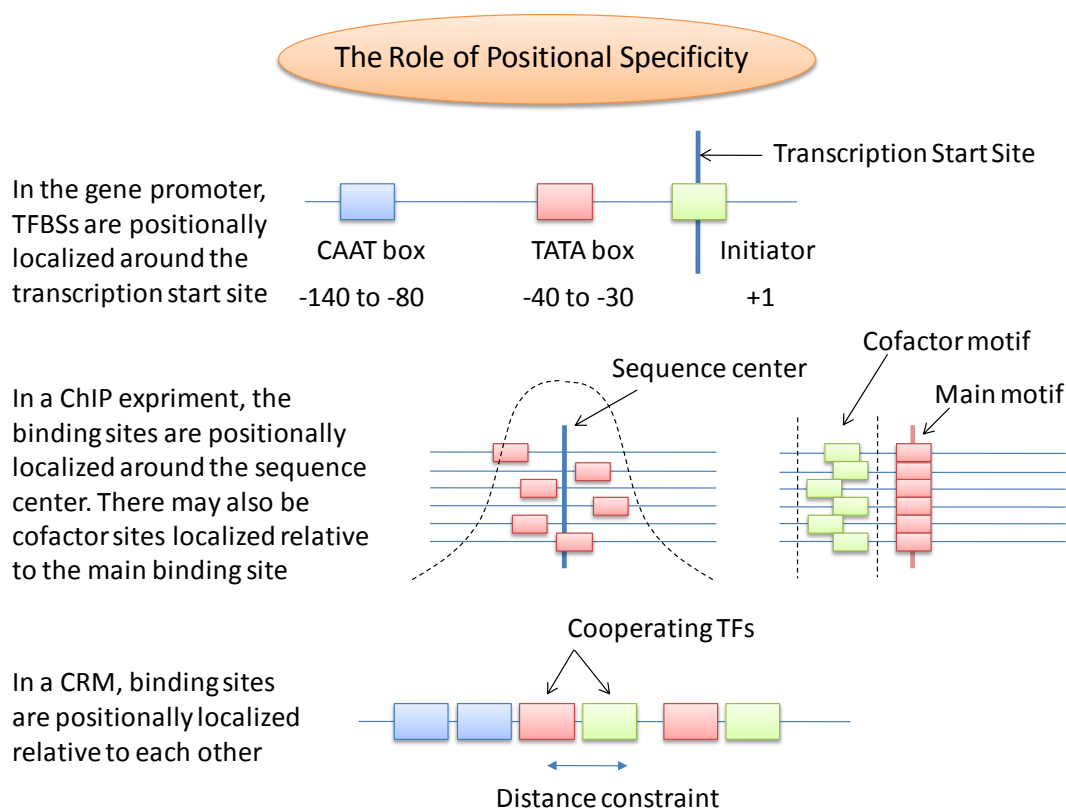 The Role of Positional Specificity
Transcription Start Site
In the gene promoter,
TFBSs are positionally
localized around the
transcription start site
CAAT box
TATA box
Initiator
-140 to -80
-40 to -30
+1
Cofactor motif
Sequence center
Main motif
In a ChIP expriment, the
binding sites are positionally
localized around the sequence
center. There may also be
cofactor sites localized relative
to the main binding site
Cooperating TFs
In a CRM, binding sites
are positionally localized
relative to each other
Distance constraint